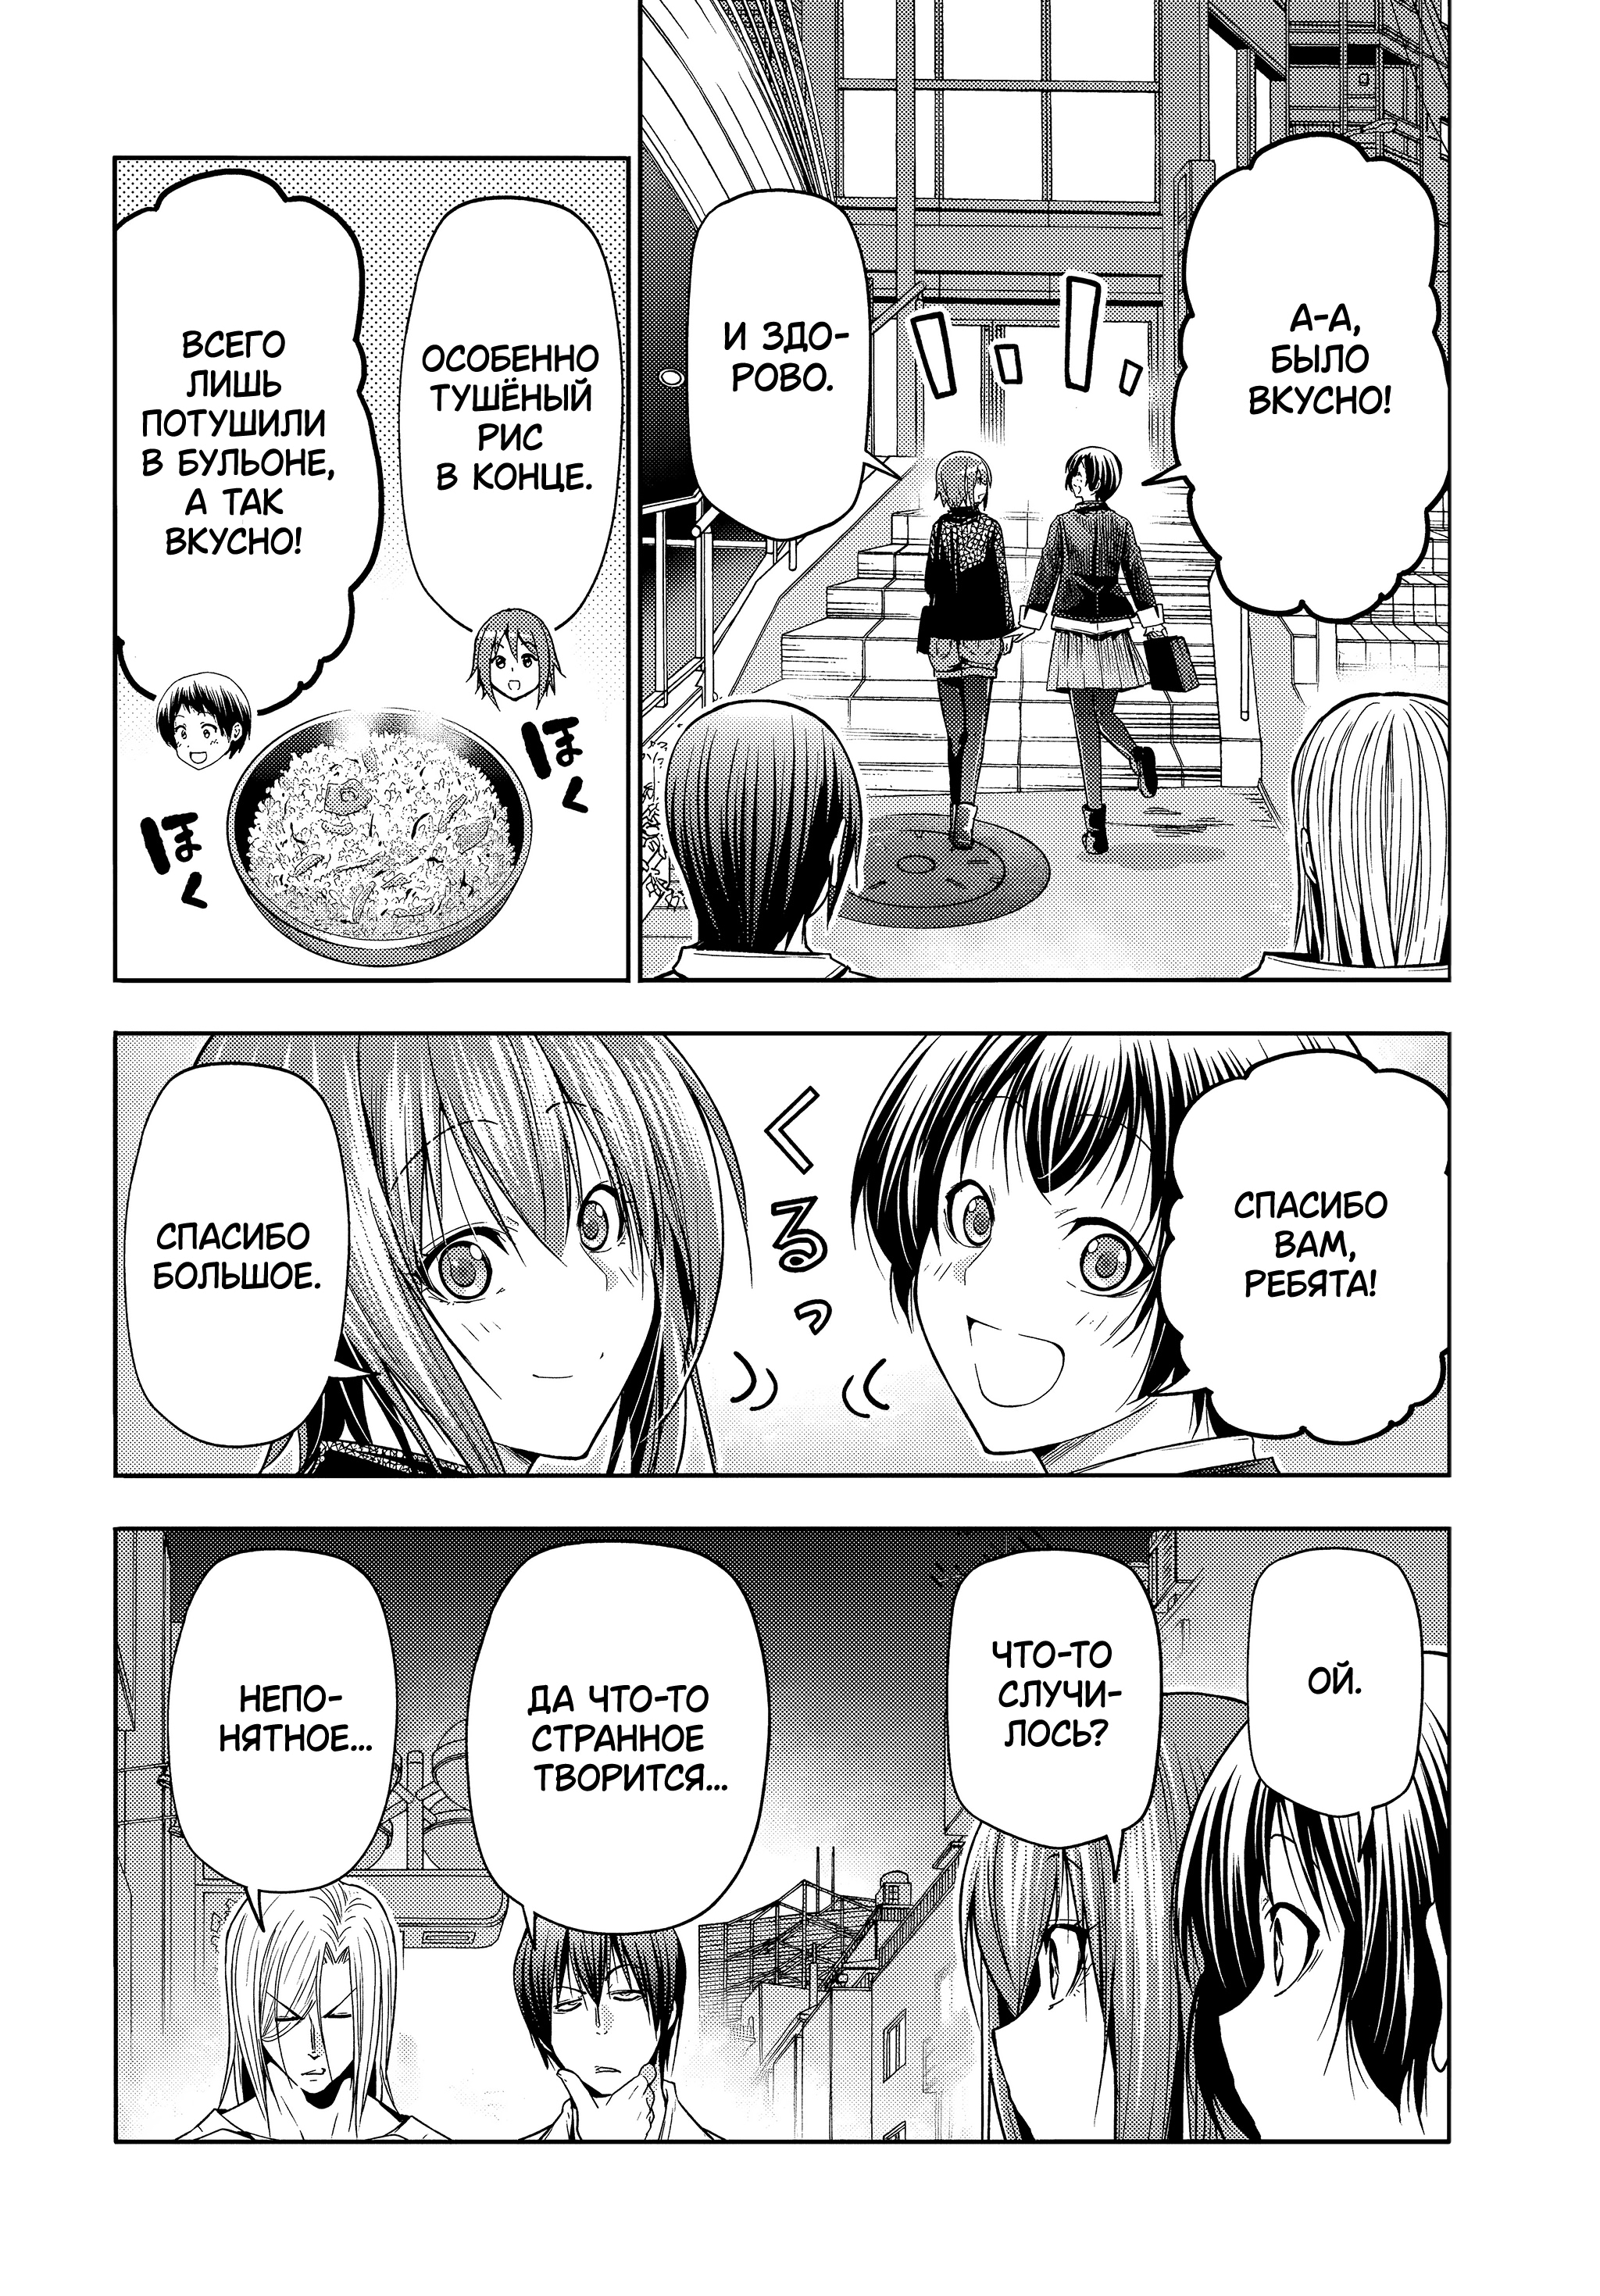 А-А,
БЫЛО
ВКУСНО!
И ЗДО-
РОВО.
ОСОБЕННО
ТУШЁНЫЙ
РИС
В КОНЦЕ.
ВСЕГО
ЛИШЬ
ПОТУШИЛИ
В БУЛЬОНЕ,
А ТАК
ВКУСНО!
ほく
ほく
СПАСИБО
ВАМ,
РЕБЯТА!
くるっ
СПАСИБО
БОЛЬШОЕ.
ОЙ.
ЧТО-ТО
СЛУЧИ-
ЛОСЬ?
ДА ЧТО-ТО
СТРАННОЕ
ТВОРИТСЯ...
НЕПО-
НЯТНОЕ...